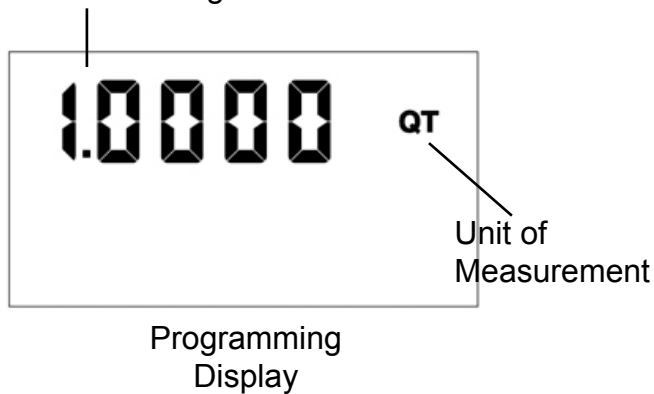 1.0000 QT
Unit of
Measurement
Programming
Display